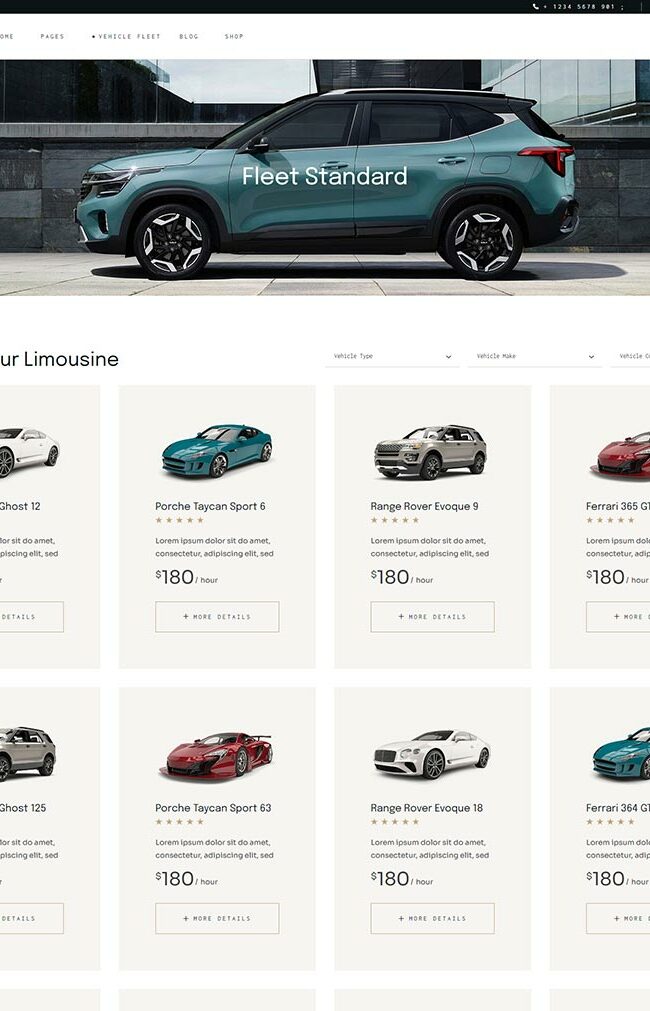 + 1234 5678 901 ;
OME PAGES VEHICLE FLEET BLOG SHOP
Fleet Standard
ur Limousine
Vehicle Type Vehicle Make Vehicle C
Ghost 12
lor sit do amet,
dipiscing elit, sed
r
DETAILS
Porche Taycan Sport 6
Lorem ipsum dolor sit do amet,
consectetur, adipiscing elit, sed
$180 / hour
+ MORE DETAILS
Range Rover Evoque 9
Lorem ipsum dolor sit do amet,
consectetur, adipiscing elit, sed
$180 / hour
+ MORE DETAILS
Ferrari 365 GT
Lorem ipsum
consectetur, a
$180 / ho
+ MORE D
Ghost 125
lor sit do amet,
dipiscing elit, sed
r
DETAILS
Porche Taycan Sport 63
Lorem ipsum dolor sit do amet,
consectetur, adipiscing elit, sed
$180 / hour
+ MORE DETAILS
Range Rover Evoque 18
Lorem ipsum dolor sit do amet,
consectetur, adipiscing elit, sed
$180 / hour
+ MORE DETAILS
Ferrari 364 GT
Lorem ipsum
consectetur, a
$180 / ho
+ MORE D